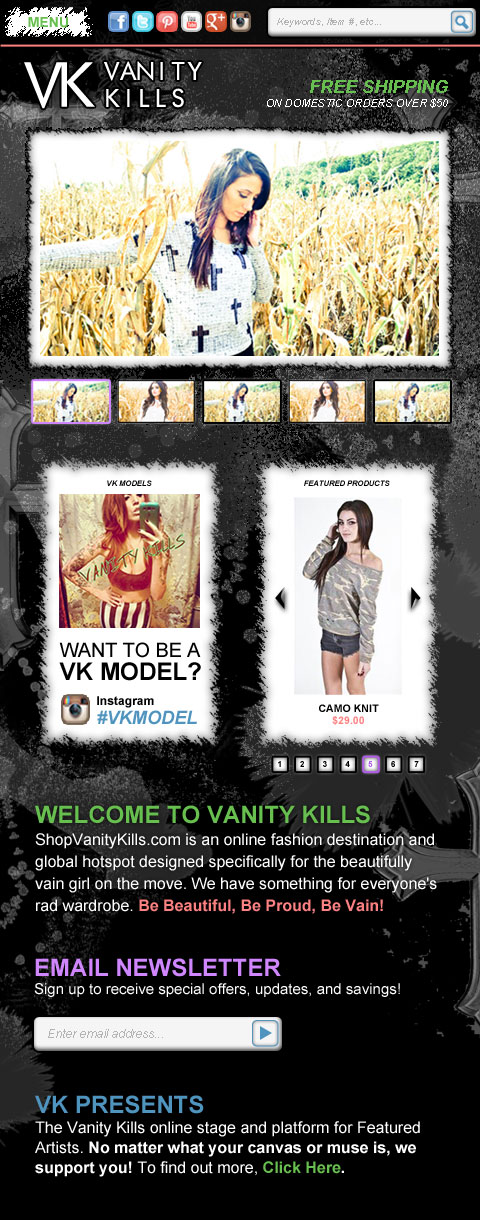 MENU
Keywords, Item #, etc...
VK VANITY KILLS
FREE SHIPPING
ON DOMESTIC ORDERS OVER $50
VK MODELS
VANITY KILLS
WANT TO BE A
VK MODEL?
Instagram
#VKMODEL
FEATURED PRODUCTS
CAMO KNIT
$29.00
1 2 3 4 5 6 7
WELCOME TO VANITY KILLS
ShopVanityKills.com is an online fashion destination and
global hotspot designed specifically for the beautifully
vain girl on the move. We have something for everyone's
rad wardrobe. Be Beautiful, Be Proud, Be Vain!
EMAIL NEWSLETTER
Sign up to receive special offers, updates, and savings!
Enter email address...
VK PRESENTS
The Vanity Kills online stage and platform for Featured
Artists. No matter what your canvas or muse is, we
support you! To find out more, Click Here.